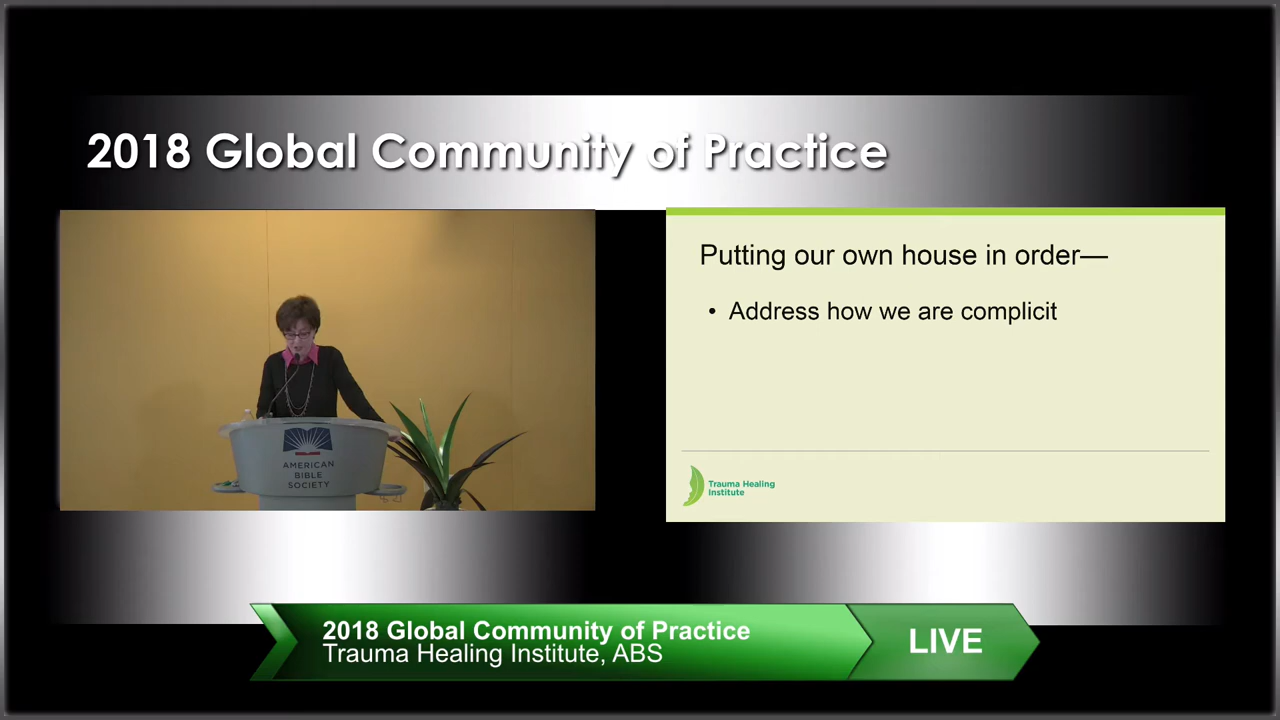 2018 Global Community of Practice
AMERICAN
BIBLE
SOCIETY
Putting our own house in order—
• Address how we are complicit
Trauma Healing
Institute
2018 Global Community of Practice
Trauma Healing Institute, ABS
LIVE